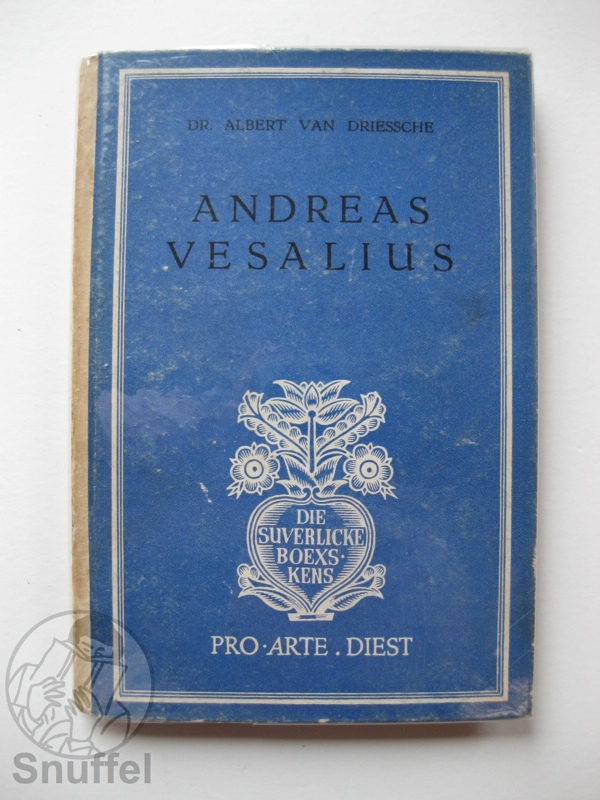 DR. ALBERT VAN DRIESSCHE
ANDREAS
VESALIUS
DIE
SUVERLICKE
BOEXS·
KENS
PRO·ARTE . DIEST
Snuffel